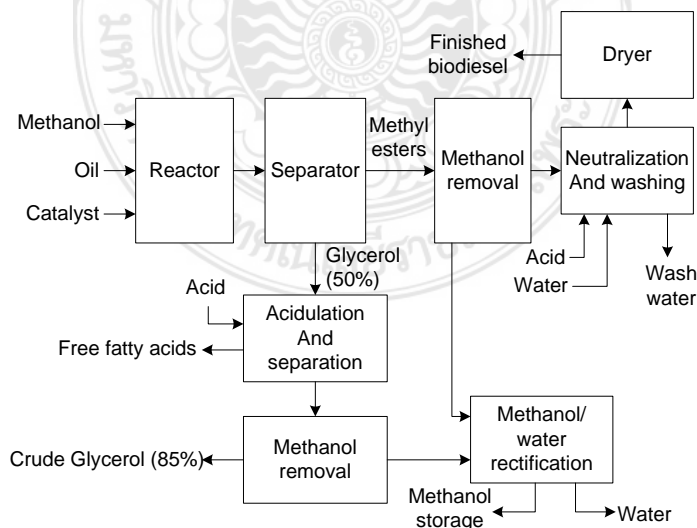 Finished
biodiesel
Dryer
Methanol
Oil
Catalyst
Reactor
Separator
Methyl
esters
Methanol
removal
Neutralization
And washing
Glycerol
(50%)
Acid
Water
Wash
water
Acid
Free fatty acids
Acidulation
And
separation
Crude Glycerol (85%)
Methanol
removal
Methanol/
water
rectification
Methanol
storage
Water